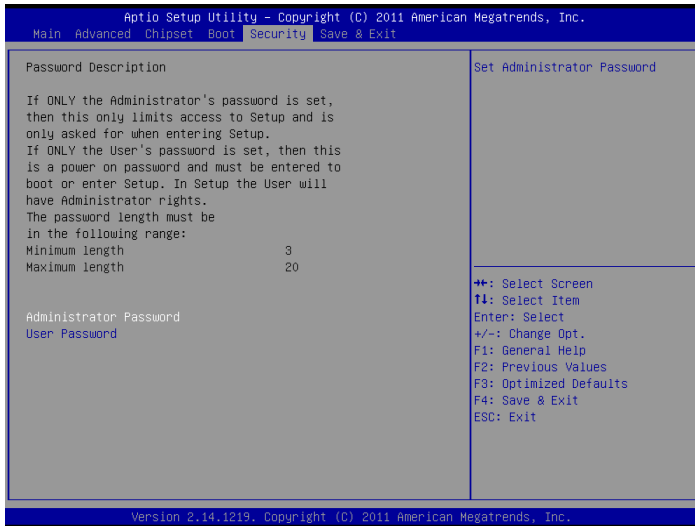 Aptio Setup Utility – Copyright (C) 2011 American Megatrends, Inc.
Main Advanced Chipset Boot Security Save & Exit
Password Description
If ONLY the Administrator's password is set,
then this only limits access to Setup and is
only asked for when entering Setup.
If ONLY the User's password is set, then this
is a power on password and must be entered to
boot or enter Setup. In Setup the User will
have Administrator rights.
The password length must be
in the following range:
Minimum length 3
Maximum length 20
Administrator Password
User Password
Set Administrator Password
→←: Select Screen
↑↓: Select Item
Enter: Select
+/-: Change Opt.
F1: General Help
F2: Previous Values
F3: Optimized Defaults
F4: Save & Exit
ESC: Exit
Version 2.14.1219. Copyright (C) 2011 American Megatrends, Inc.